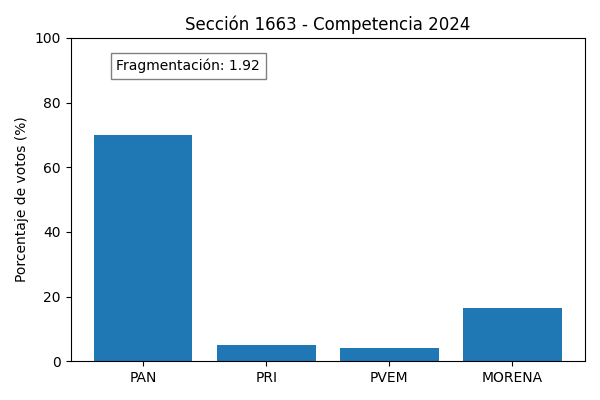 Sección 1663 - Competencia 2024
Fragmentación: 1.92
Porcentaje de votos (%)
100
80
60
40
20
0
PAN PRI PVEM MORENA